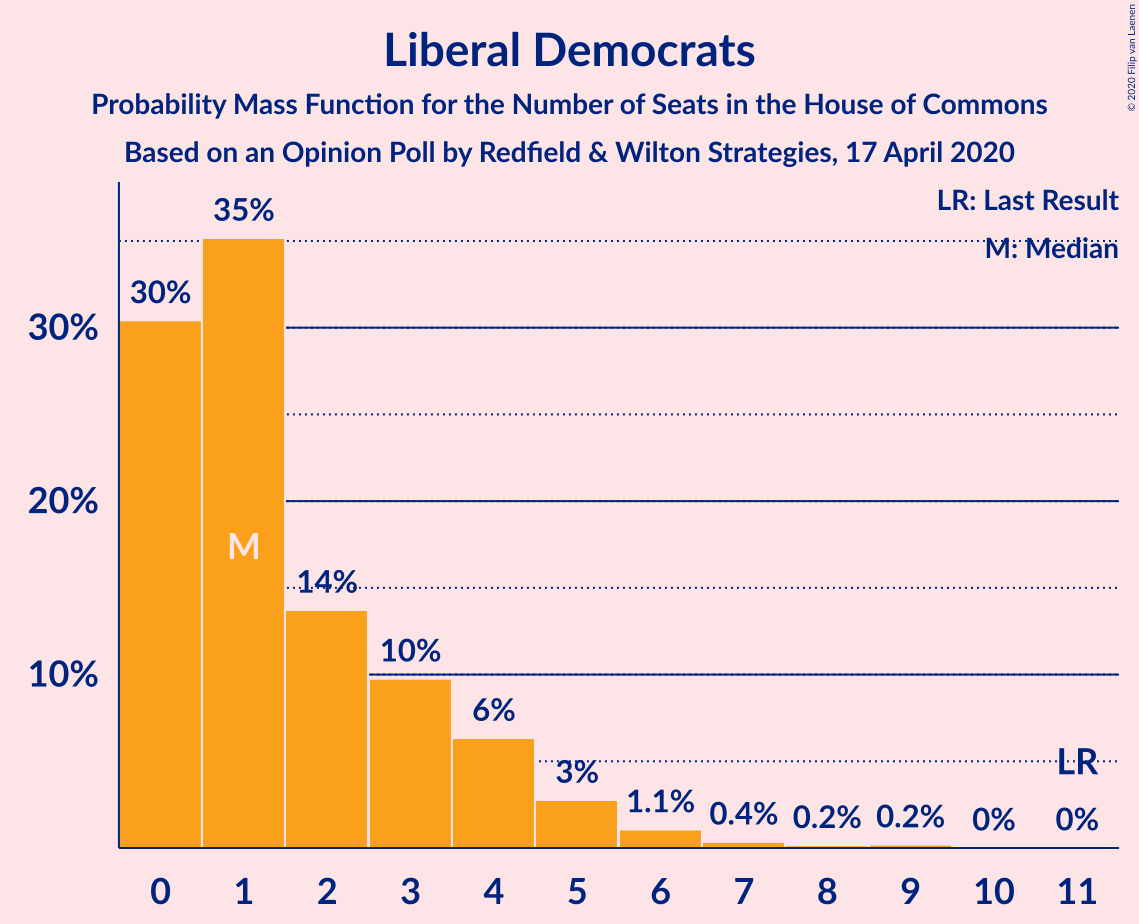 Liberal Democrats
Probability Mass Function for the Number of Seats in the House of Commons
Based on an Opinion Poll by Redfield & Wilton Strategies, 17 April 2020
© 2020 Filip van Laenen
LR: Last Result
M: Median
30%
20%
10%
30%
35%
M
14%
10%
6%
3%
1.1%
0.4%
0.2%
0.2%
0%
LR
0%
0 1 2 3 4 5 6 7 8 9 10 11